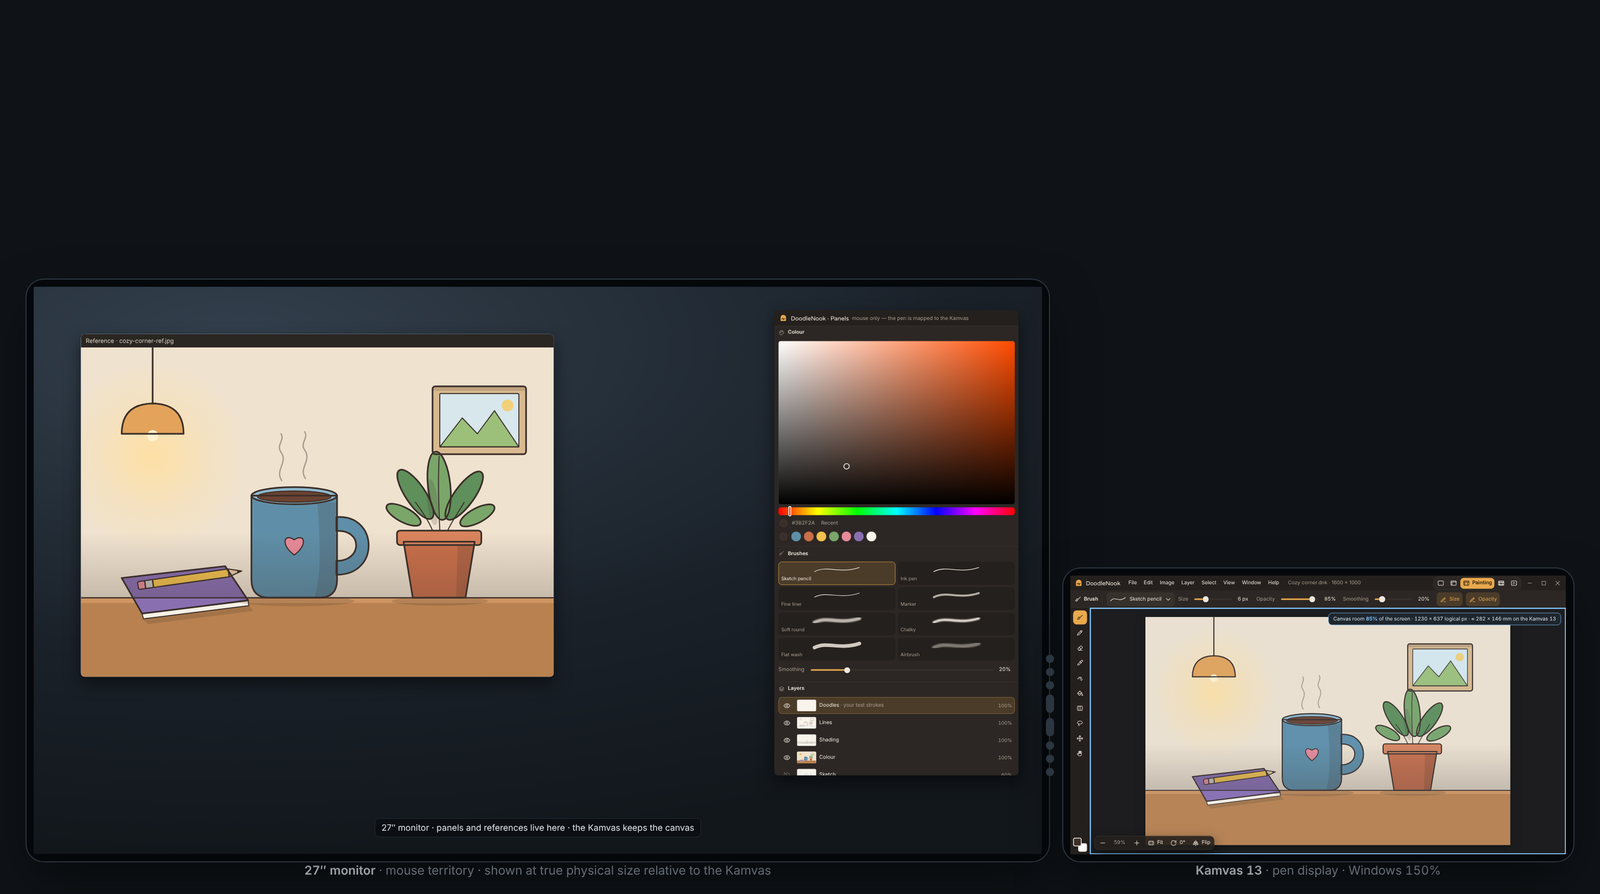 Reference · cozy-corner-ref.jpg
DoodleNook · Panels mouse only — the pen is mapped to the Kamvas
Colour
#3B2F2A Recent
Brushes
Sketch pencil
Ink pen
Fine liner
Marker
Soft round
Chalky
Flat wash
Airbrush
Smoothing 20%
Layers
Doodles · your test strokes 100%
Lines 100%
Shading 100%
Colour 100%
Sketch
27" monitor · panels and references live here · the Kamvas keeps the canvas
27" monitor · mouse territory · shown at true physical size relative to the Kamvas
DoodleNook File Edit Image Layer Select View Window Help Cozy corner.dnk · 1600 × 1000 Painting
Brush Sketch pencil Size 6 px Opacity 85% Smoothing 20% Size Opacity
Canvas room 85% of the screen · 1230 × 637 logical px · ≈ 282 × 146 mm on the Kamvas 13
58% Fit 0° Flip
Kamvas 13 · pen display · Windows 150%